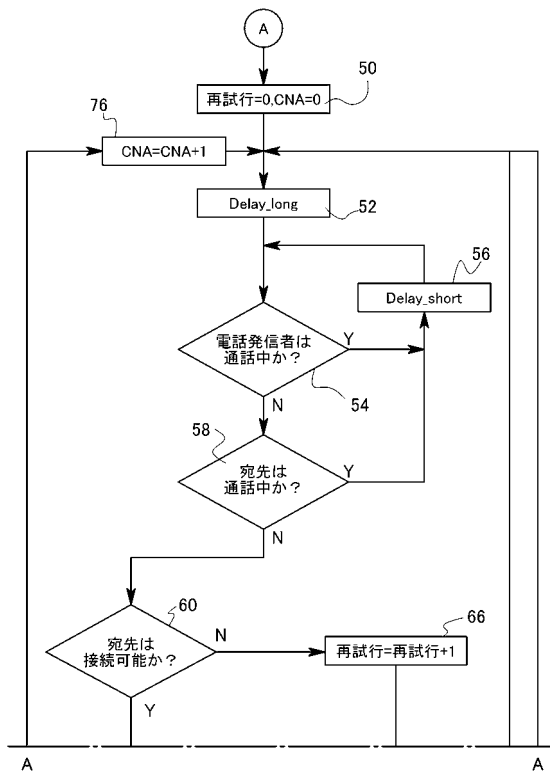 A
再試行=0,CNA=0
50
76
CNA=CNA+1
Delay_long
52
56
Delay_short
電話発信者は
通話中か？
Y
54
N
58
宛先は
通話中か？
Y
N
60
宛先は
接続可能か？
N
66
再試行=再試行+1
Y
A
A